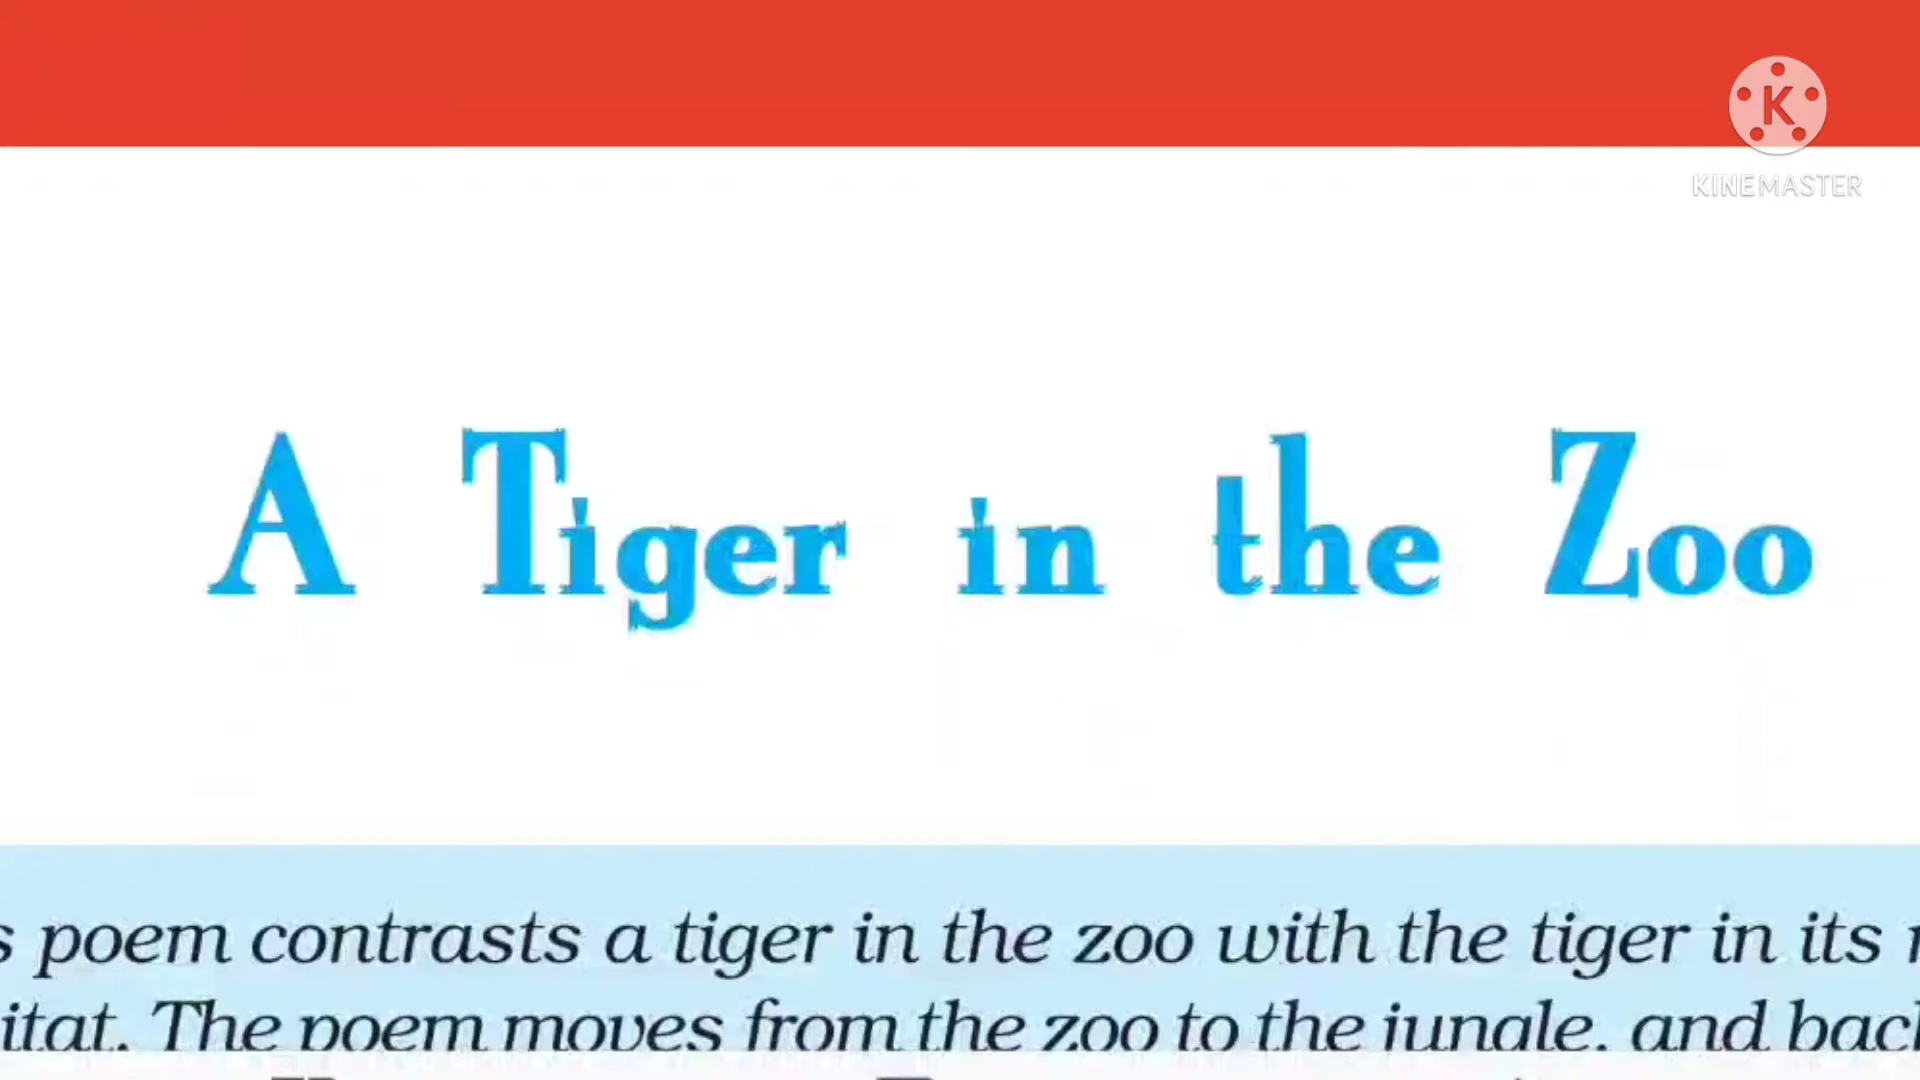 K
KINEMASTER
A Tiger in the Zoo
poem contrasts a tiger in the zoo with the tiger in its
itat. The poem moves from the zoo to the jungle, and bac